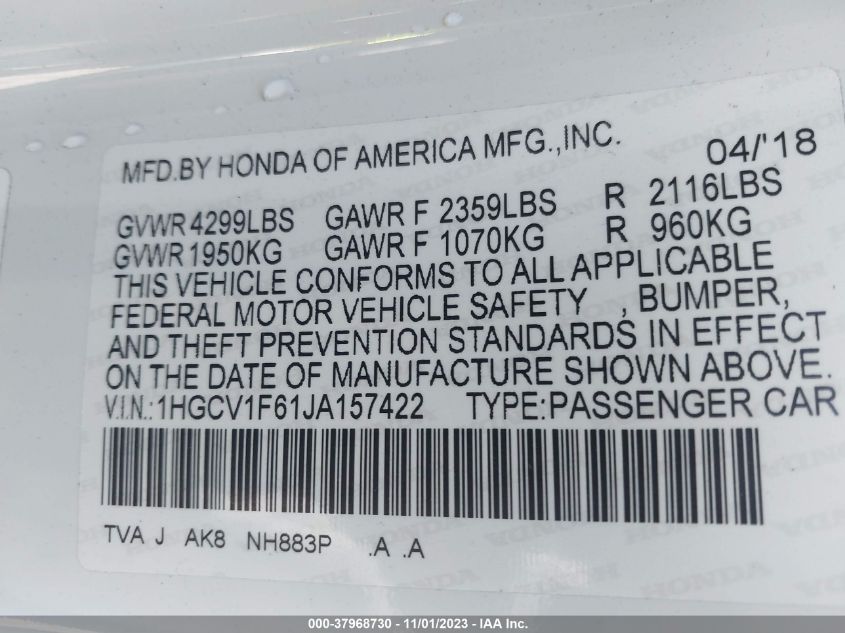 MFD.BY HONDA OF AMERICA MFG.,INC. 04/'18
GVWR 4299LBS GAWR F 2359LBS R 2116LBS
GVWR 1950KG GAWR F 1070KG R 960KG
THIS VEHICLE CONFORMS TO ALL APPLICABLE
FEDERAL MOTOR VEHICLE SAFETY , BUMPER,
AND THEFT PREVENTION STANDARDS IN EFFECT
ON THE DATE OF MANUFACTURE SHOWN ABOVE.
V.I.N.:1HGCV1F61JA157422 TYPE:PASSENGER CAR
TVA J AK8 NH883P .A .A
000-37968730 - 11/01/2023 - IAA Inc.